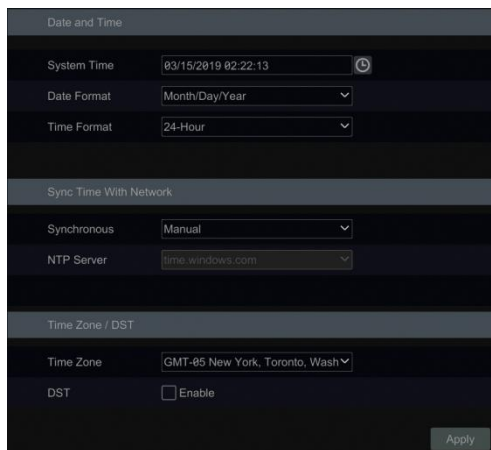 Date and Time
System Time 03/15/2019 02:22:13
Date Format Month/Day/Year
Time Format 24-Hour
Sync Time With Network
Synchronous Manual
NTP Server time.windows.com
Time Zone / DST
Time Zone GMT-05 New York, Toronto, Wash
DST Enable
Apply